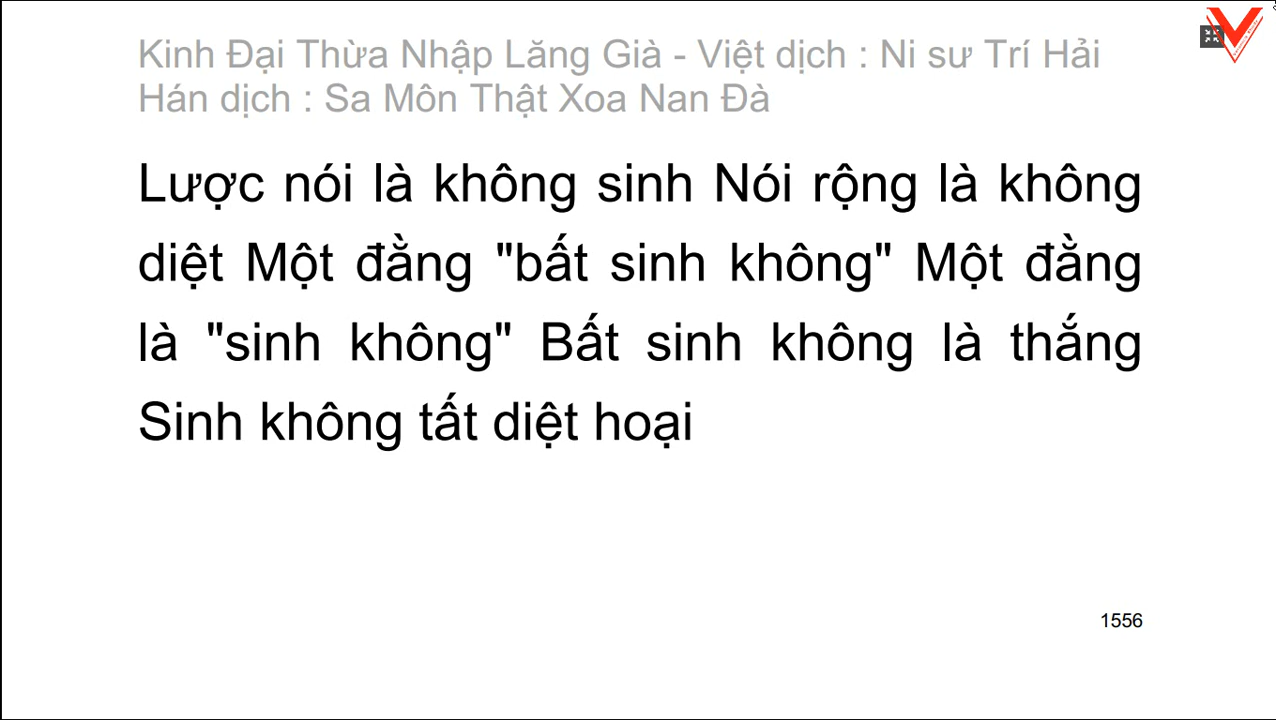 Kinh Đại Thừa Nhập Lăng Già - Việt dịch : Ni sư Trí Hải
Hán dịch : Sa Môn Thật Xoa Nan Đà
Lược nói là không sinh Nói rộng là không
diệt Một đằng "bất sinh không" Một đằng
là "sinh không" Bất sinh không là thắng
Sinh không tất diệt hoại
1556